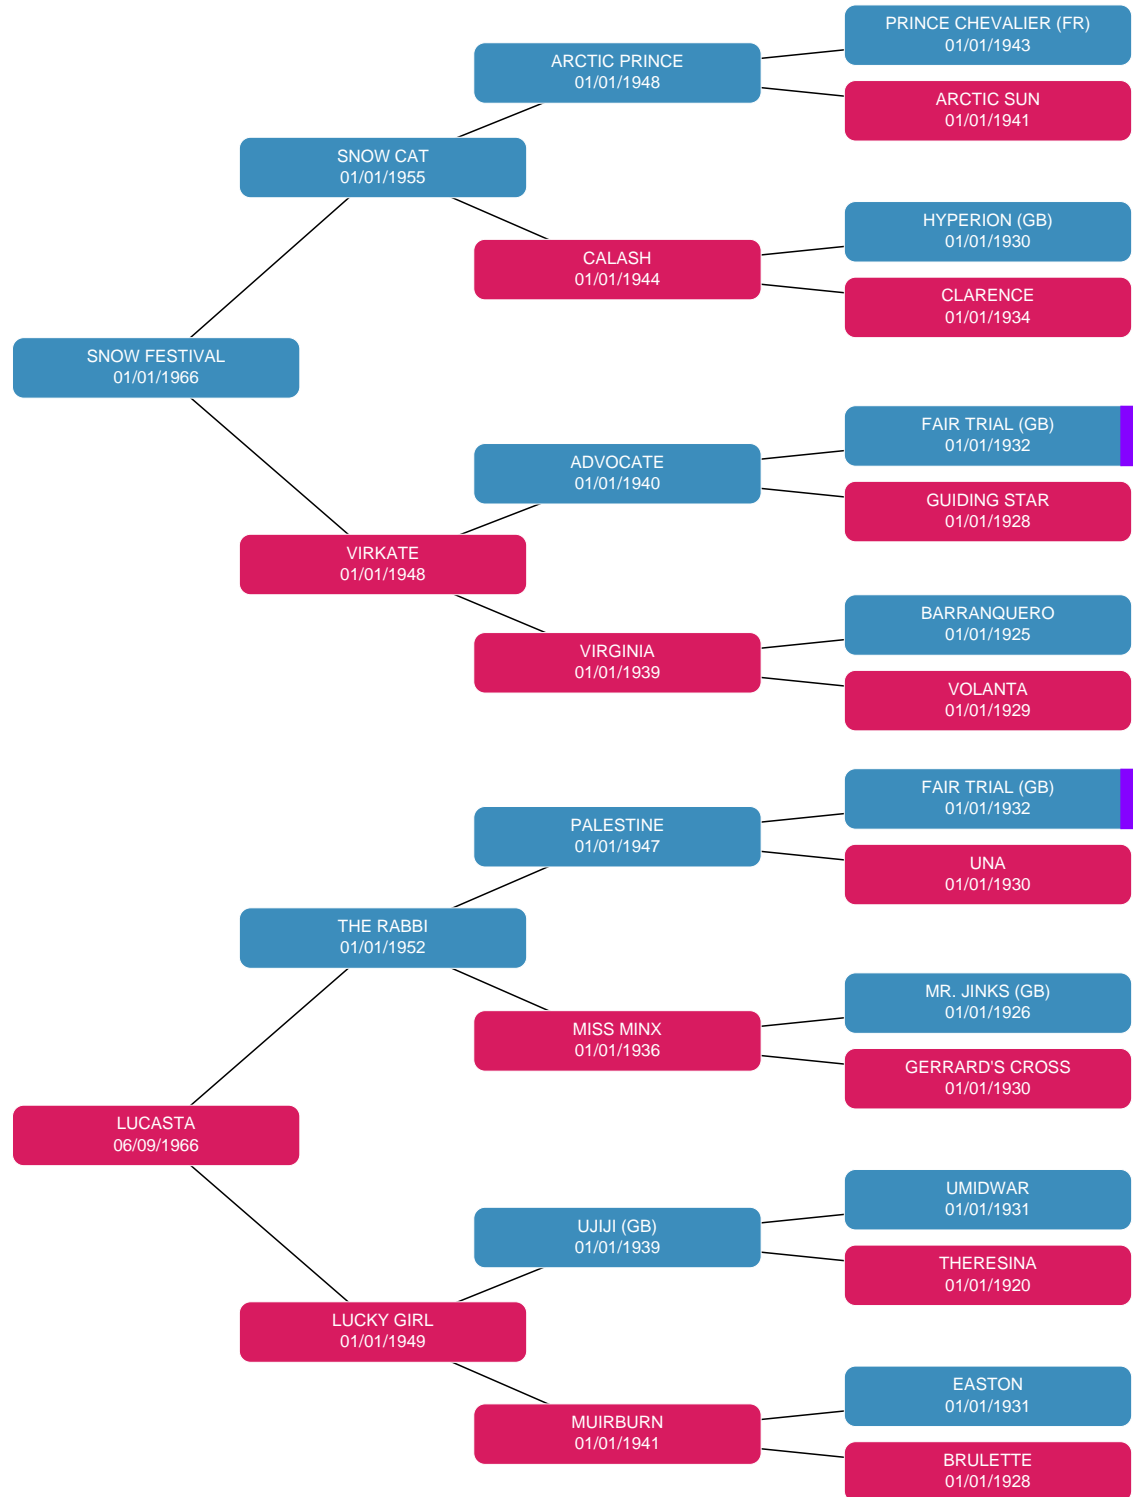 PRINCE CHEVALIER (FR)
01/01/1943
ARCTIC PRINCE
01/01/1948
ARCTIC SUN
01/01/1941
SNOW CAT
01/01/1955
HYPERION (GB)
01/01/1930
CALASH
01/01/1944
CLARENCE
01/01/1934
SNOW FESTIVAL
01/01/1966
FAIR TRIAL (GB)
01/01/1932
ADVOCATE
01/01/1940
GUIDING STAR
01/01/1928
VIRKATE
01/01/1948
BARRANQUERO
01/01/1925
VIRGINIA
01/01/1939
VOLANTA
01/01/1929
FAIR TRIAL (GB)
01/01/1932
PALESTINE
01/01/1947
UNA
01/01/1930
THE RABBI
01/01/1952
MR. JINKS (GB)
01/01/1926
MISS MINX
01/01/1936
GERRARD'S CROSS
01/01/1930
LUCASTA
06/09/1966
UMIDWAR
01/01/1931
UJIJI (GB)
01/01/1939
THERESINA
01/01/1920
LUCKY GIRL
01/01/1949
EASTON
01/01/1931
MUIRBURN
01/01/1941
BRULETTE
01/01/1928